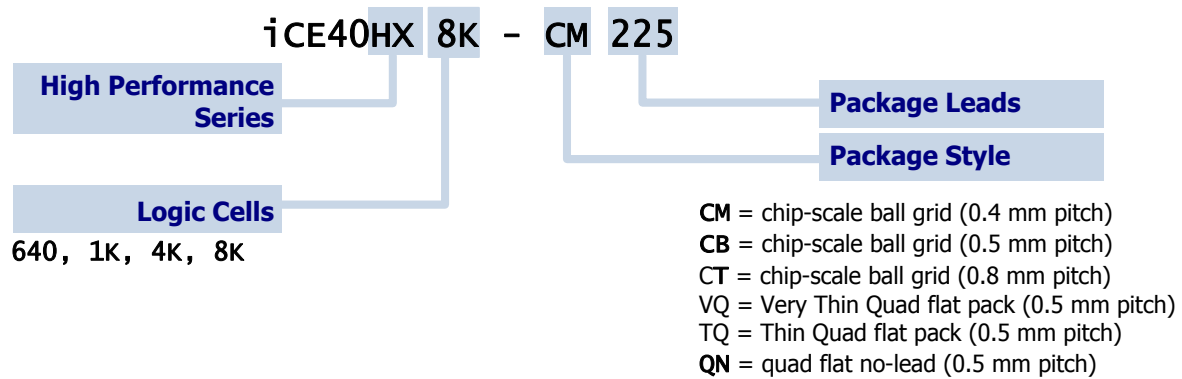 iCE40HX 8K - CM 225
High Performance
Series
Package Leads
Package Style
Logic Cells
640, 1K, 4K, 8K
CM = chip-scale ball grid (0.4 mm pitch)
CB = chip-scale ball grid (0.5 mm pitch)
CT = chip-scale ball grid (0.8 mm pitch)
VQ = Very Thin Quad flat pack (0.5 mm pitch)
TQ = Thin Quad flat pack (0.5 mm pitch)
QN = quad flat no-lead (0.5 mm pitch)